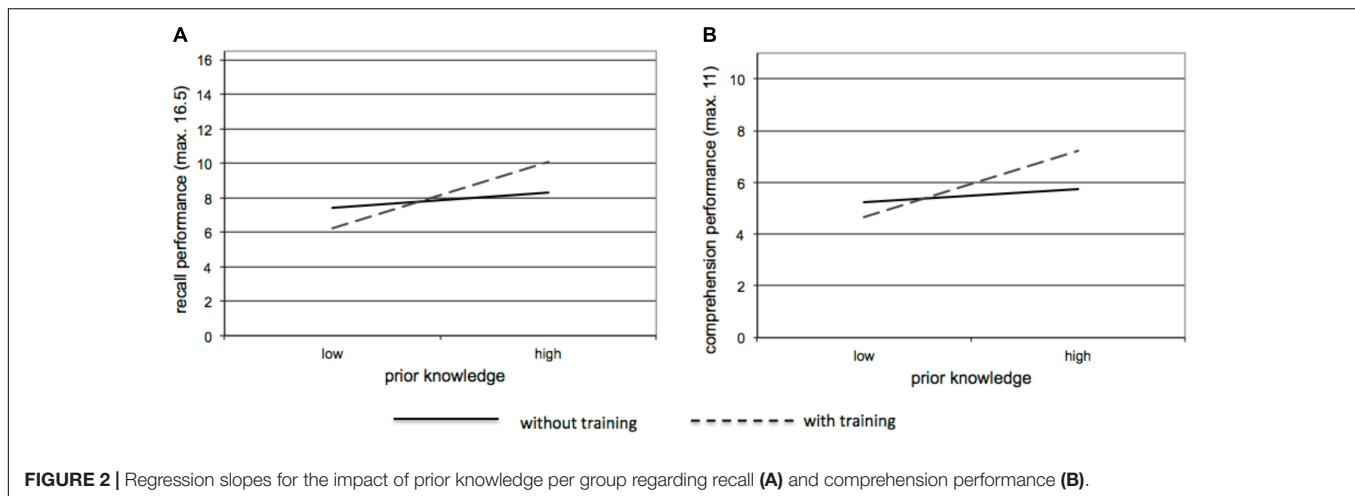 A
recall performance (max. 16.5)
16
14
12
10
8
6
4
2
0
low
high
prior knowledge
B
comprehension performance (max. 11)
10
8
6
4
2
0
low
high
prior knowledge
without training
with training
FIGURE 2 | Regression slopes for the impact of prior knowledge per group regarding recall (A) and comprehension performance (B).